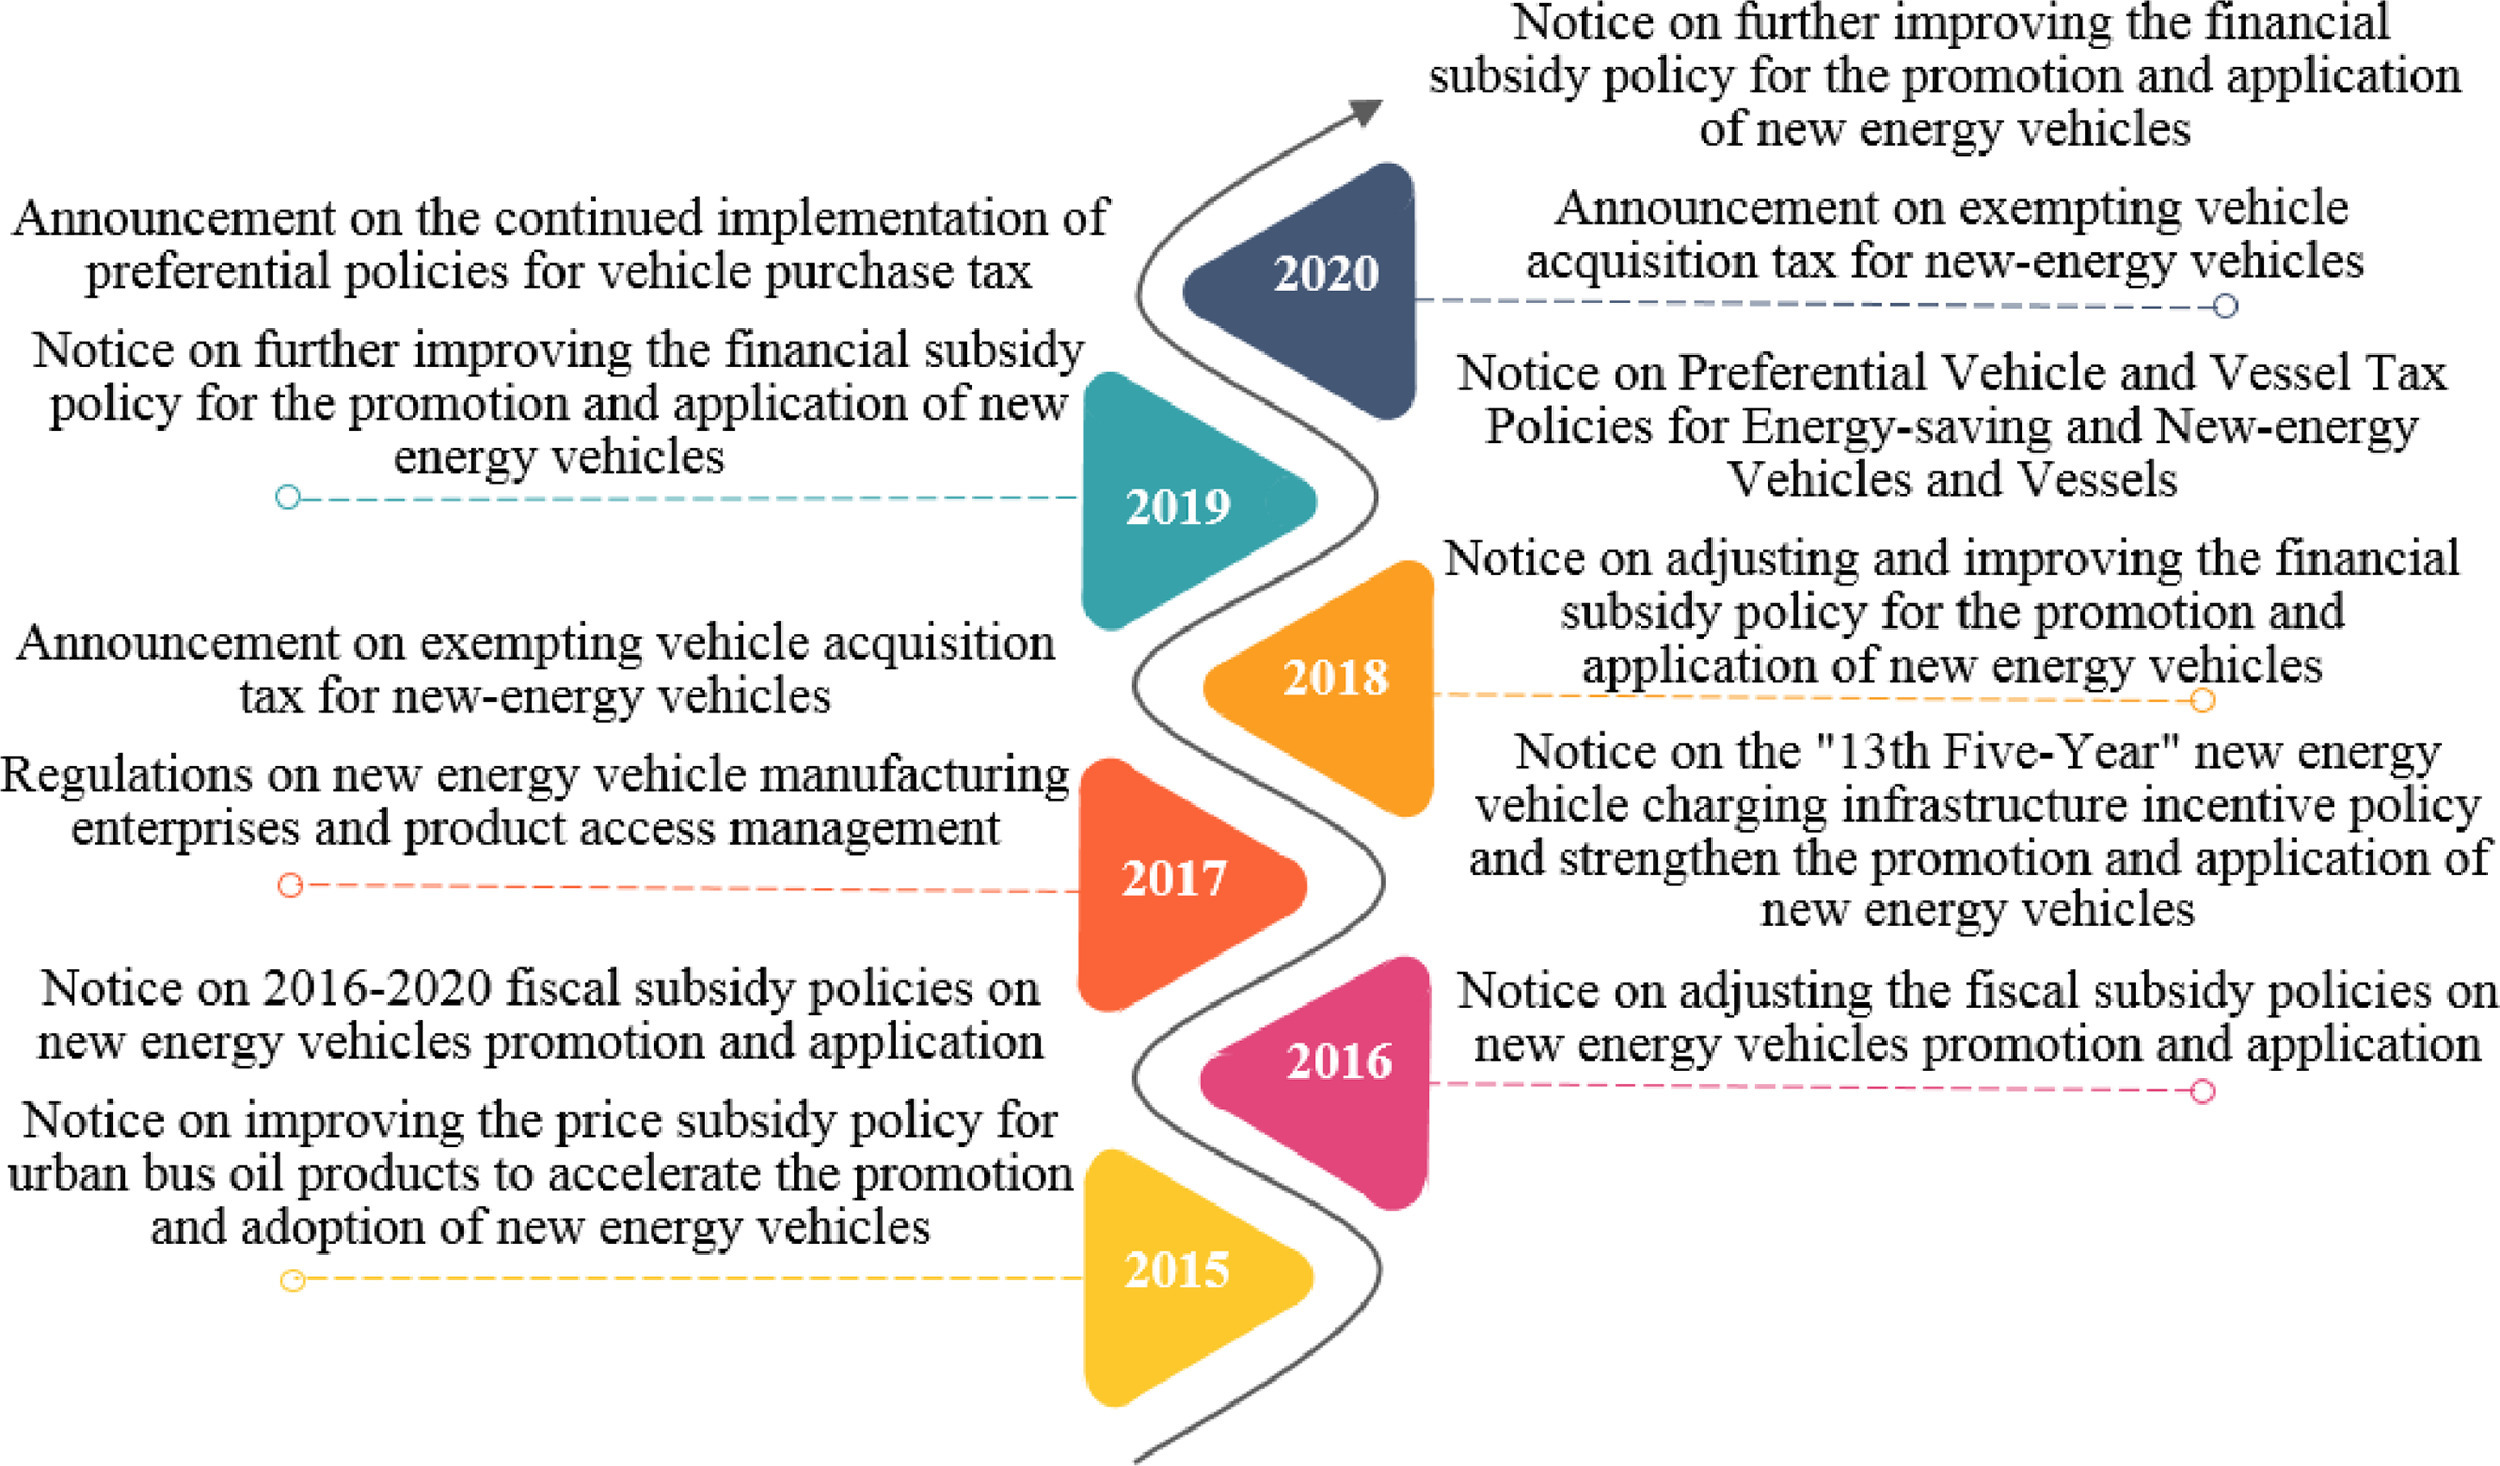 Notice on further improving the financial
subsidy policy for the promotion and application
of new energy vehicles
Announcement on exempting vehicle
acquisition tax for new-energy vehicles
2020
Announcement on the continued implementation of
preferential policies for vehicle purchase tax
Notice on further improving the financial subsidy
policy for the promotion and application of new
energy vehicles
2019
Notice on Preferential Vehicle and Vessel Tax
Policies for Energy-saving and New-energy
Vehicles and Vessels
Notice on adjusting and improving the financial
subsidy policy for the promotion and
application of new energy vehicles
2018
Announcement on exempting vehicle acquisition
tax for new-energy vehicles
Regulations on new energy vehicle manufacturing
enterprises and product access management
2017
Notice on the "13th Five-Year" new energy
vehicle charging infrastructure incentive policy
and strengthen the promotion and application of
new energy vehicles
Notice on adjusting the fiscal subsidy policies on
new energy vehicles promotion and application
2016
Notice on 2016-2020 fiscal subsidy policies on
new energy vehicles promotion and application
Notice on improving the price subsidy policy for
urban bus oil products to accelerate the promotion
and adoption of new energy vehicles
2015